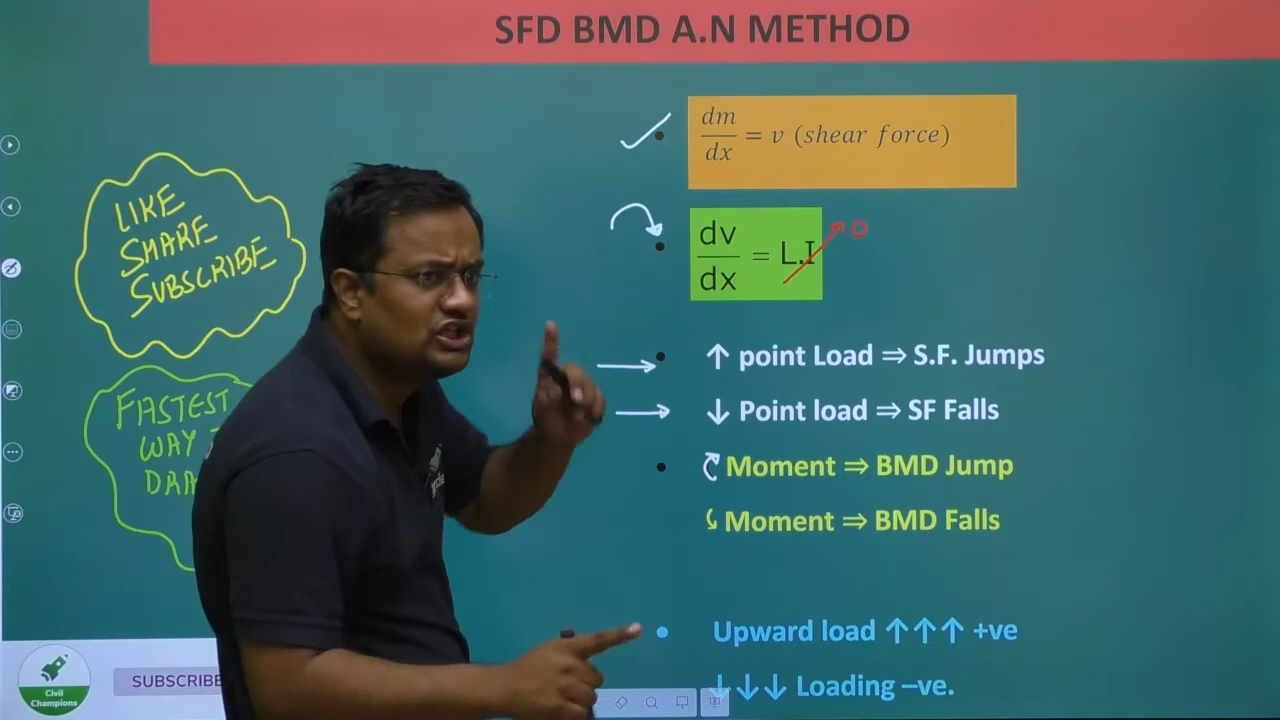 SFD BMD A.N METHOD
LIKE
SHARE
SUBSCRIBE
FASTEST
WAY
dm/dx = v (shear force)
dv/dx = L.I
0
↑ point Load ⇒ S.F. Jumps
↓ Point load ⇒ SF Falls
Moment ⇒ BMD Jump
Moment ⇒ BMD Falls
Upward load ↑↑↑ +ve
↓↓↓ Loading –ve.
Civil
Champions
SUBSCRIBE